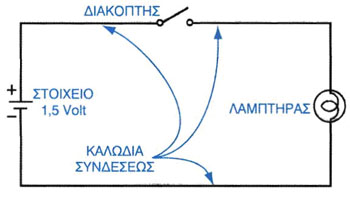 ΔΙΑΚΟΠΤΗΣ
+
ΣΤΟΙΧΕΙΟ
1,5 Volt
−
ΛΑΜΠΤΗΡΑΣ
ΚΑΛΩΔΙΑ
ΣΥΝΔΕΣΕΩΣ